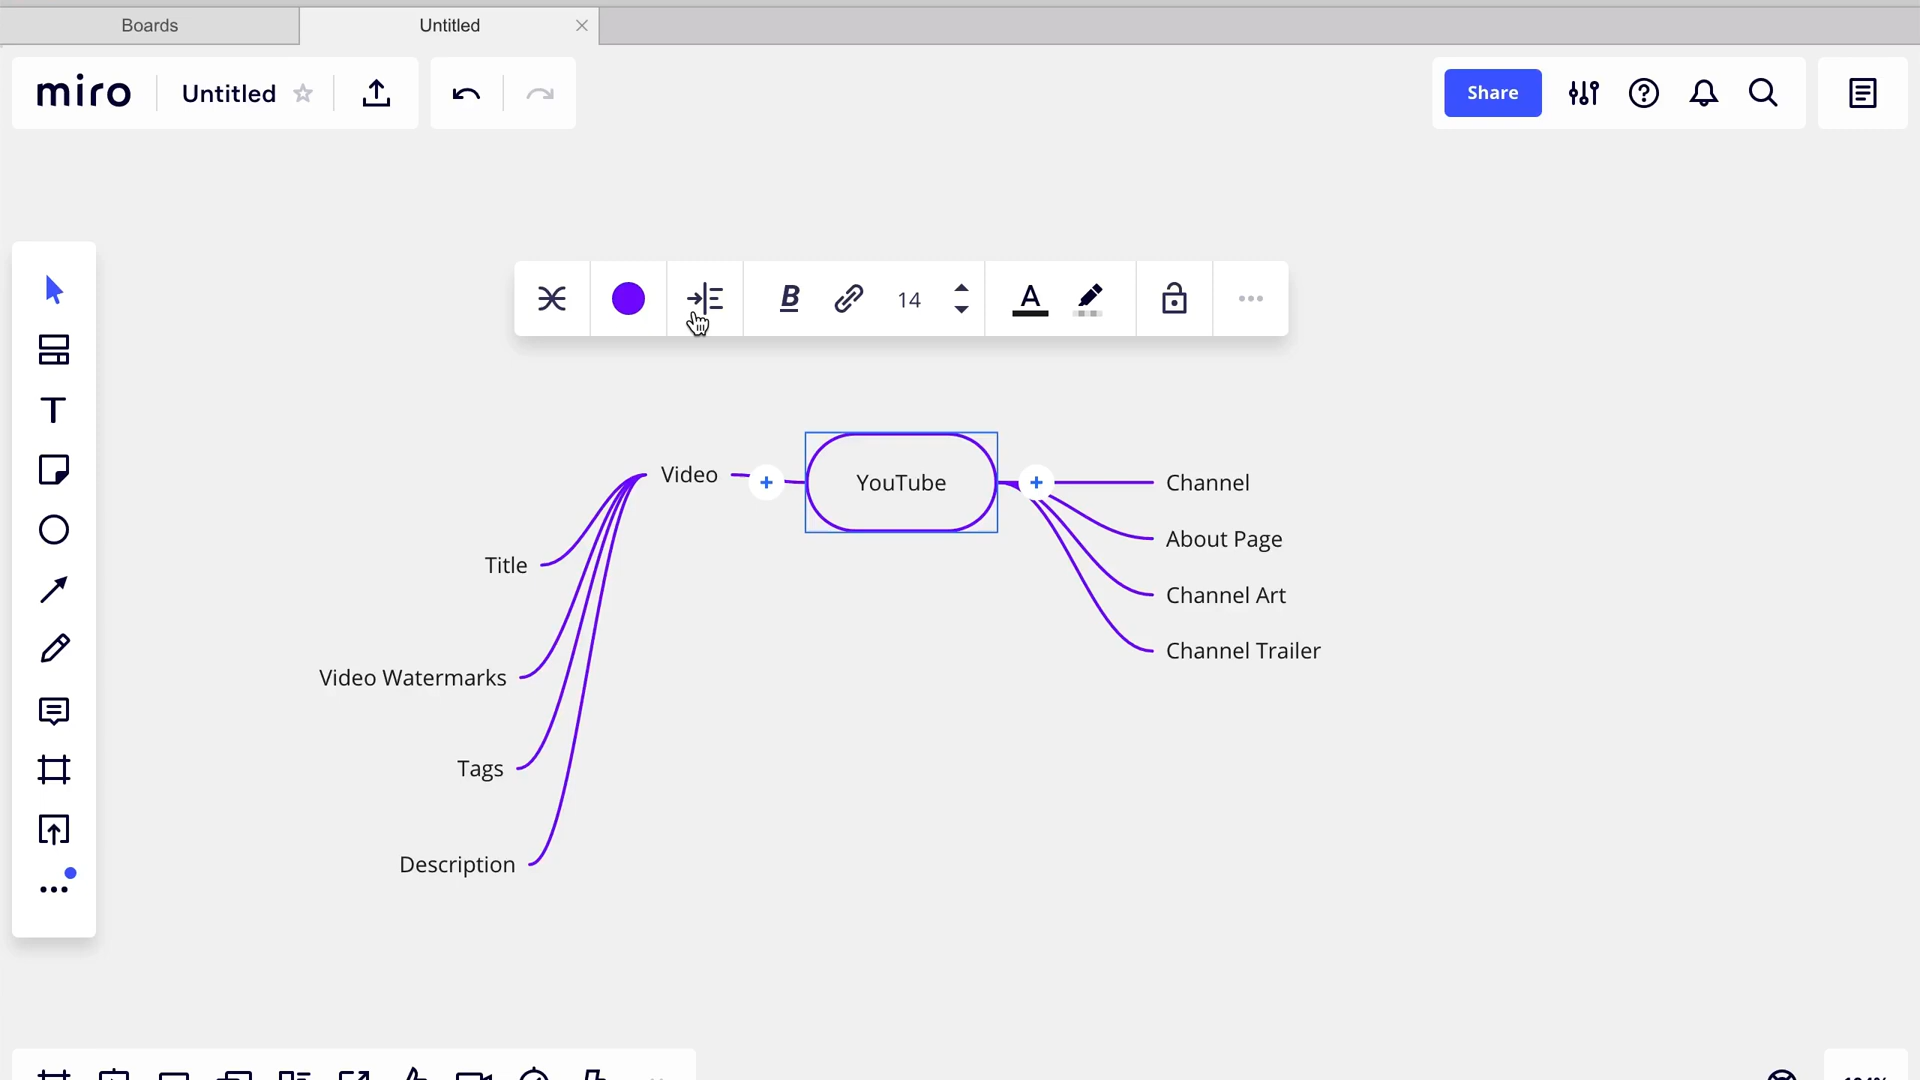 Boards
Untitled
miro
Untitled
Share
B
14
A
T
Video
YouTube
Channel
About Page
Title
Channel Art
Channel Trailer
Video Watermarks
Tags
Description